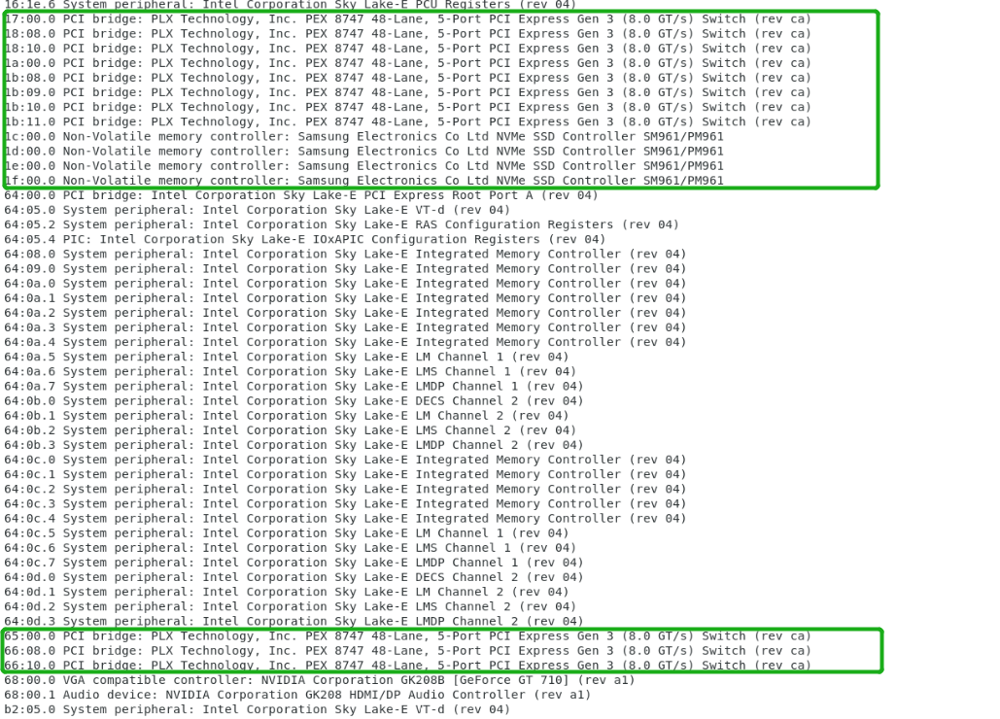 16:1e.6 System peripheral: Intel Corporation Sky Lake-E PCU Registers (rev 04)
17:00.0 PCI bridge: PLX Technology, Inc. PEX 8747 48-Lane, 5-Port PCI Express Gen 3 (8.0 GT/s) Switch (rev ca)
18:08.0 PCI bridge: PLX Technology, Inc. PEX 8747 48-Lane, 5-Port PCI Express Gen 3 (8.0 GT/s) Switch (rev ca)
18:10.0 PCI bridge: PLX Technology, Inc. PEX 8747 48-Lane, 5-Port PCI Express Gen 3 (8.0 GT/s) Switch (rev ca)
1a:00.0 PCI bridge: PLX Technology, Inc. PEX 8747 48-Lane, 5-Port PCI Express Gen 3 (8.0 GT/s) Switch (rev ca)
1b:08.0 PCI bridge: PLX Technology, Inc. PEX 8747 48-Lane, 5-Port PCI Express Gen 3 (8.0 GT/s) Switch (rev ca)
1b:09.0 PCI bridge: PLX Technology, Inc. PEX 8747 48-Lane, 5-Port PCI Express Gen 3 (8.0 GT/s) Switch (rev ca)
1b:10.0 PCI bridge: PLX Technology, Inc. PEX 8747 48-Lane, 5-Port PCI Express Gen 3 (8.0 GT/s) Switch (rev ca)
1b:11.0 PCI bridge: PLX Technology, Inc. PEX 8747 48-Lane, 5-Port PCI Express Gen 3 (8.0 GT/s) Switch (rev ca)
1c:00.0 Non-Volatile memory controller: Samsung Electronics Co Ltd NVMe SSD Controller SM961/PM961
1d:00.0 Non-Volatile memory controller: Samsung Electronics Co Ltd NVMe SSD Controller SM961/PM961
1e:00.0 Non-Volatile memory controller: Samsung Electronics Co Ltd NVMe SSD Controller SM961/PM961
1f:00.0 Non-Volatile memory controller: Samsung Electronics Co Ltd NVMe SSD Controller SM961/PM961
64:00.0 PCI bridge: Intel Corporation Sky Lake-E PCI Express Root Port A (rev 04)
64:05.0 System peripheral: Intel Corporation Sky Lake-E VT-d (rev 04)
64:05.2 System peripheral: Intel Corporation Sky Lake-E RAS Configuration Registers (rev 04)
64:05.4 PIC: Intel Corporation Sky Lake-E IOxAPIC Configuration Registers (rev 04)
64:08.0 System peripheral: Intel Corporation Sky Lake-E Integrated Memory Controller (rev 04)
64:09.0 System peripheral: Intel Corporation Sky Lake-E Integrated Memory Controller (rev 04)
64:0a.0 System peripheral: Intel Corporation Sky Lake-E Integrated Memory Controller (rev 04)
64:0a.1 System peripheral: Intel Corporation Sky Lake-E Integrated Memory Controller (rev 04)
64:0a.2 System peripheral: Intel Corporation Sky Lake-E Integrated Memory Controller (rev 04)
64:0a.3 System peripheral: Intel Corporation Sky Lake-E Integrated Memory Controller (rev 04)
64:0a.4 System peripheral: Intel Corporation Sky Lake-E Integrated Memory Controller (rev 04)
64:0a.5 System peripheral: Intel Corporation Sky Lake-E LM Channel 1 (rev 04)
64:0a.6 System peripheral: Intel Corporation Sky Lake-E LMS Channel 1 (rev 04)
64:0a.7 System peripheral: Intel Corporation Sky Lake-E LMDP Channel 1 (rev 04)
64:0b.0 System peripheral: Intel Corporation Sky Lake-E DECS Channel 2 (rev 04)
64:0b.1 System peripheral: Intel Corporation Sky Lake-E LM Channel 2 (rev 04)
64:0b.2 System peripheral: Intel Corporation Sky Lake-E LMS Channel 2 (rev 04)
64:0b.3 System peripheral: Intel Corporation Sky Lake-E LMDP Channel 2 (rev 04)
64:0c.0 System peripheral: Intel Corporation Sky Lake-E Integrated Memory Controller (rev 04)
64:0c.1 System peripheral: Intel Corporation Sky Lake-E Integrated Memory Controller (rev 04)
64:0c.2 System peripheral: Intel Corporation Sky Lake-E Integrated Memory Controller (rev 04)
64:0c.3 System peripheral: Intel Corporation Sky Lake-E Integrated Memory Controller (rev 04)
64:0c.4 System peripheral: Intel Corporation Sky Lake-E Integrated Memory Controller (rev 04)
64:0c.5 System peripheral: Intel Corporation Sky Lake-E LM Channel 1 (rev 04)
64:0c.6 System peripheral: Intel Corporation Sky Lake-E LMS Channel 1 (rev 04)
64:0c.7 System peripheral: Intel Corporation Sky Lake-E LMDP Channel 1 (rev 04)
64:0d.0 System peripheral: Intel Corporation Sky Lake-E DECS Channel 2 (rev 04)
64:0d.1 System peripheral: Intel Corporation Sky Lake-E LM Channel 2 (rev 04)
64:0d.2 System peripheral: Intel Corporation Sky Lake-E LMS Channel 2 (rev 04)
64:0d.3 System peripheral: Intel Corporation Sky Lake-E LMDP Channel 2 (rev 04)
65:00.0 PCI bridge: PLX Technology, Inc. PEX 8747 48-Lane, 5-Port PCI Express Gen 3 (8.0 GT/s) Switch (rev ca)
66:08.0 PCI bridge: PLX Technology, Inc. PEX 8747 48-Lane, 5-Port PCI Express Gen 3 (8.0 GT/s) Switch (rev ca)
66:10.0 PCI bridge: PLX Technology, Inc. PEX 8747 48-Lane, 5-Port PCI Express Gen 3 (8.0 GT/s) Switch (rev ca)
68:00.0 VGA compatible controller: NVIDIA Corporation GK208B [GeForce GT 710] (rev a1)
68:00.1 Audio device: NVIDIA Corporation GK208 HDMI/DP Audio Controller (rev a1)
b2:05.0 System peripheral: Intel Corporation Sky Lake-E VT-d (rev 04)